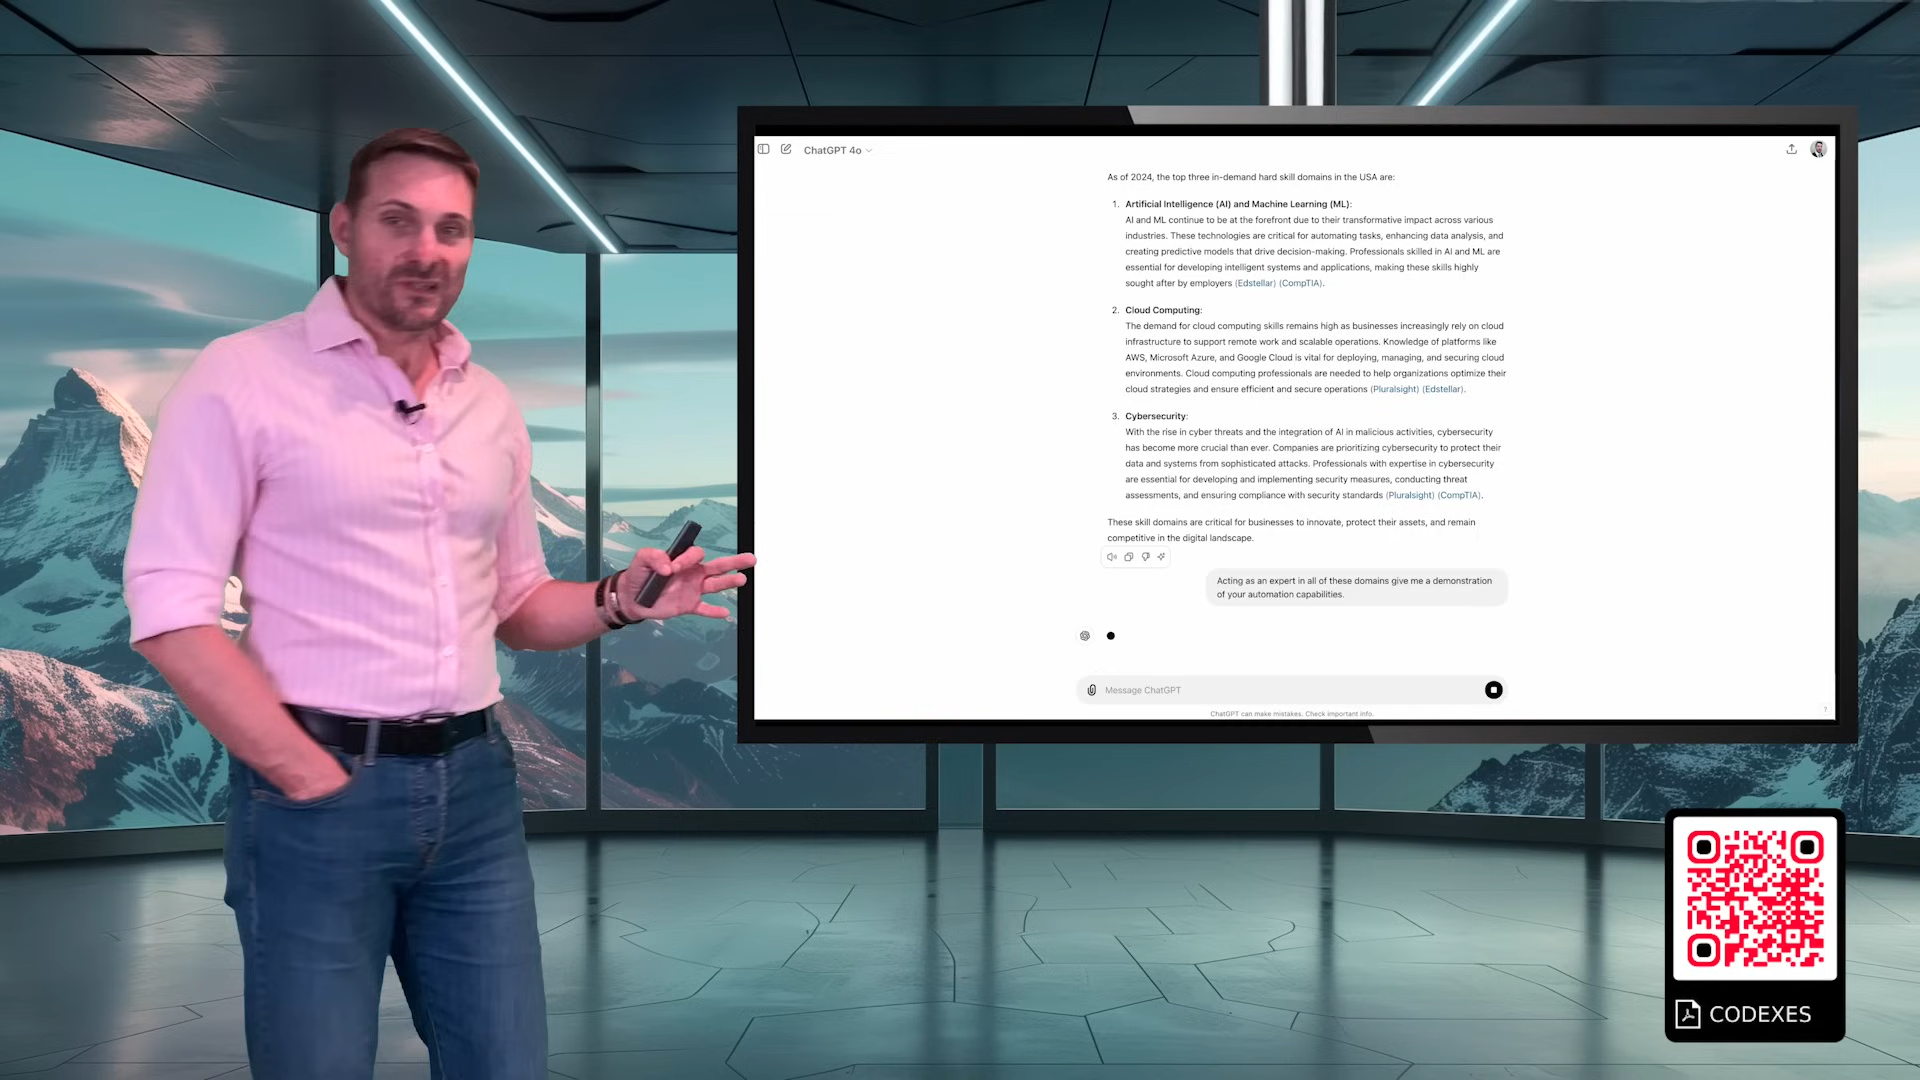 ChatGPT 4o
As of 2024, the top three in-demand hard skill domains in the USA are:
1. Artificial Intelligence (AI) and Machine Learning (ML):
AI and ML continue to be at the forefront due to their transformative impact across various
industries. These technologies are critical for automating tasks, enhancing data analysis, and
creating predictive models that drive decision-making. Professionals skilled in AI and ML are
essential for developing intelligent systems and applications, making these skills highly
sought after by employers (Edstellar) (CompTIA).
2. Cloud Computing:
The demand for cloud computing skills remains high as businesses increasingly rely on cloud
infrastructure to support remote work and scalable operations. Knowledge of platforms like
AWS, Microsoft Azure, and Google Cloud is vital for deploying, managing, and securing cloud
environments. Cloud computing professionals are needed to help organizations optimize their
cloud strategies and ensure efficient and secure operations (Pluralsight) (Edstellar).
3. Cybersecurity:
With the rise in cyber threats and the integration of AI in malicious activities, cybersecurity
has become more crucial than ever. Companies are prioritizing cybersecurity to protect their
data and systems from sophisticated attacks. Professionals with expertise in cybersecurity
are essential for developing and implementing security measures, conducting threat
assessments, and ensuring compliance with security standards (Pluralsight) (CompTIA).
These skill domains are critical for businesses to innovate, protect their assets, and remain
competitive in the digital landscape.
Acting as an expert in all of these domains give me a demonstration
of your automation capabilities.
Message ChatGPT
ChatGPT can make mistakes. Check important info.
?
CODEXES